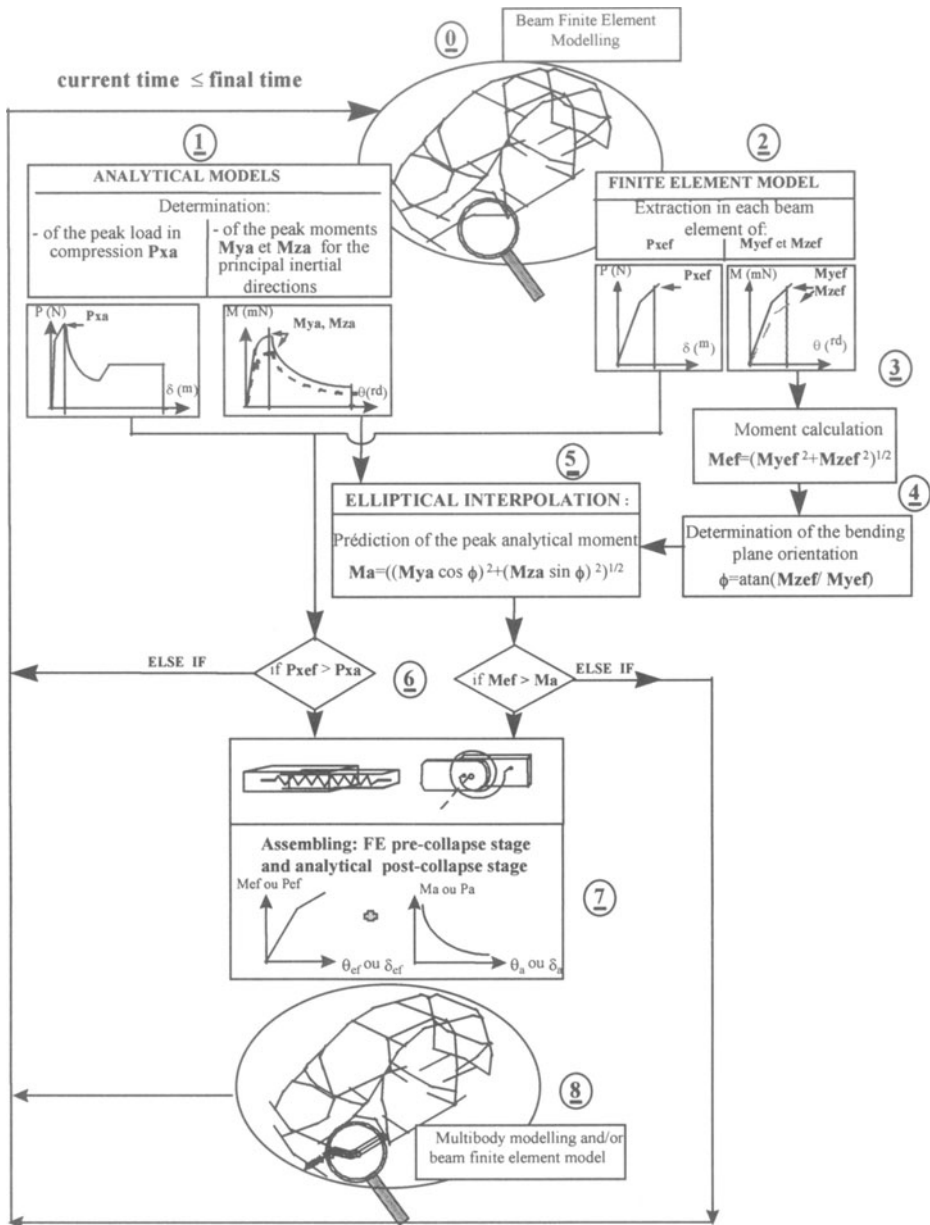 0
Beam Finite Element
Modelling
current time ≤ final time
1
ANALYTICAL MODELS
Determination:
- of the peak load in
compression Pxa
- of the peak moments
Mya et Mza for the
principal inertial
directions
P (N)
Pxa
δ (m)
M (mN)
Mya, Mza
θ(rd)
2
FINITE ELEMENT MODEL
Extraction in each beam
element of:
Pxef
Myef et Mzef
P (N)
Pxef
δ (m)
M (mN)
Myef
Mzef
θ (rd)
3
Moment calculation
Mef=(Myef ²+Mzef ²)^1/2
4
Determination of the bending
plane orientation
ϕ=atan(Mzef/ Myef)
5
ELLIPTICAL INTERPOLATION :
Prédiction of the peak analytical moment
Ma=((Mya cos ϕ) ²+(Mza sin ϕ) ²)^1/2
ELSE IF
if Pxef > Pxa
6
if Mef > Ma
ELSE IF
Assembling: FE pre-collapse stage
and analytical post-collapse stage
Mef ou Pef
θef ou δef
Ma ou Pa
θa ou δa
7
8
Multibody modelling and/or
beam finite element model